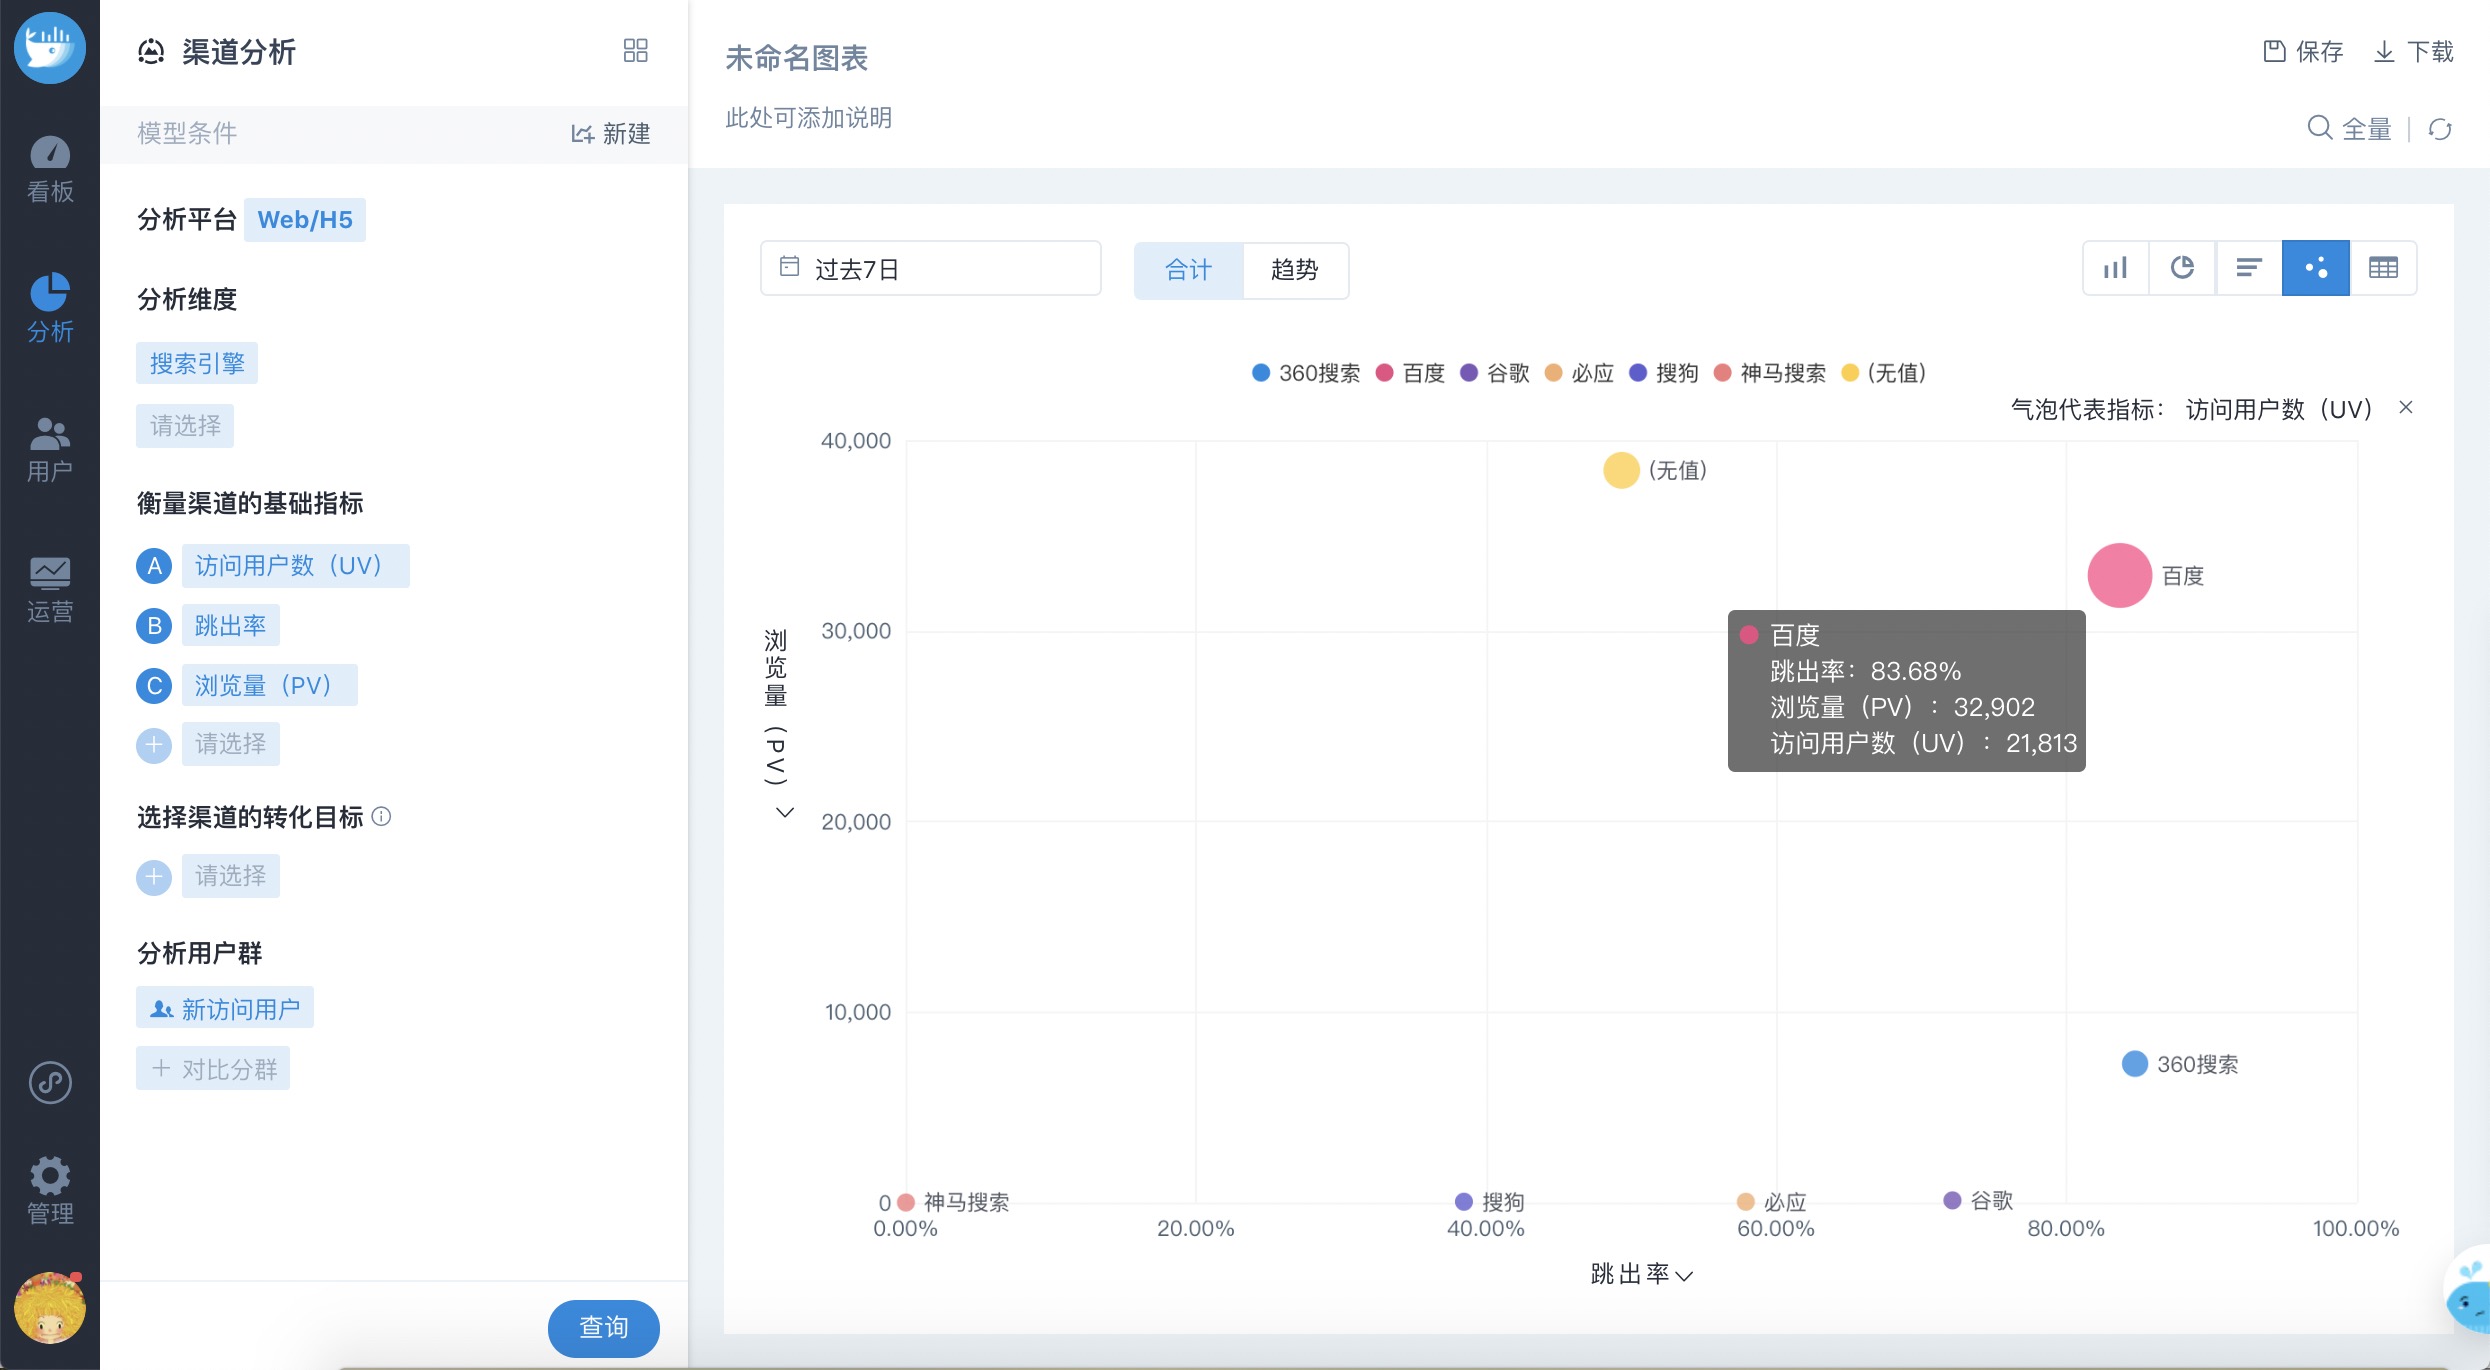 看板
分析
用户
运营
管理
渠道分析
模型条件
新建
分析平台 Web/H5
分析维度
搜索引擎
请选择
衡量渠道的基础指标
A 访问用户数（UV）
B 跳出率
C 浏览量（PV）
请选择
选择渠道的转化目标
请选择
分析用户群
新访问用户
+ 对比分群
查询
未命名图表
保存 下载
此处可添加说明
全量
过去7日
合计 趋势
360搜索 百度 谷歌 必应 搜狗 神马搜索 (无值)
气泡代表指标： 访问用户数（UV） ×
浏览量（PV）
40,000
30,000
20,000
10,000
0
(无值)
百度
百度
跳出率：83.68%
浏览量（PV）：32,902
访问用户数（UV）：21,813
360搜索
神马搜索 搜狗 必应 谷歌
0.00% 20.00% 40.00% 60.00% 80.00% 100.00%
跳出率